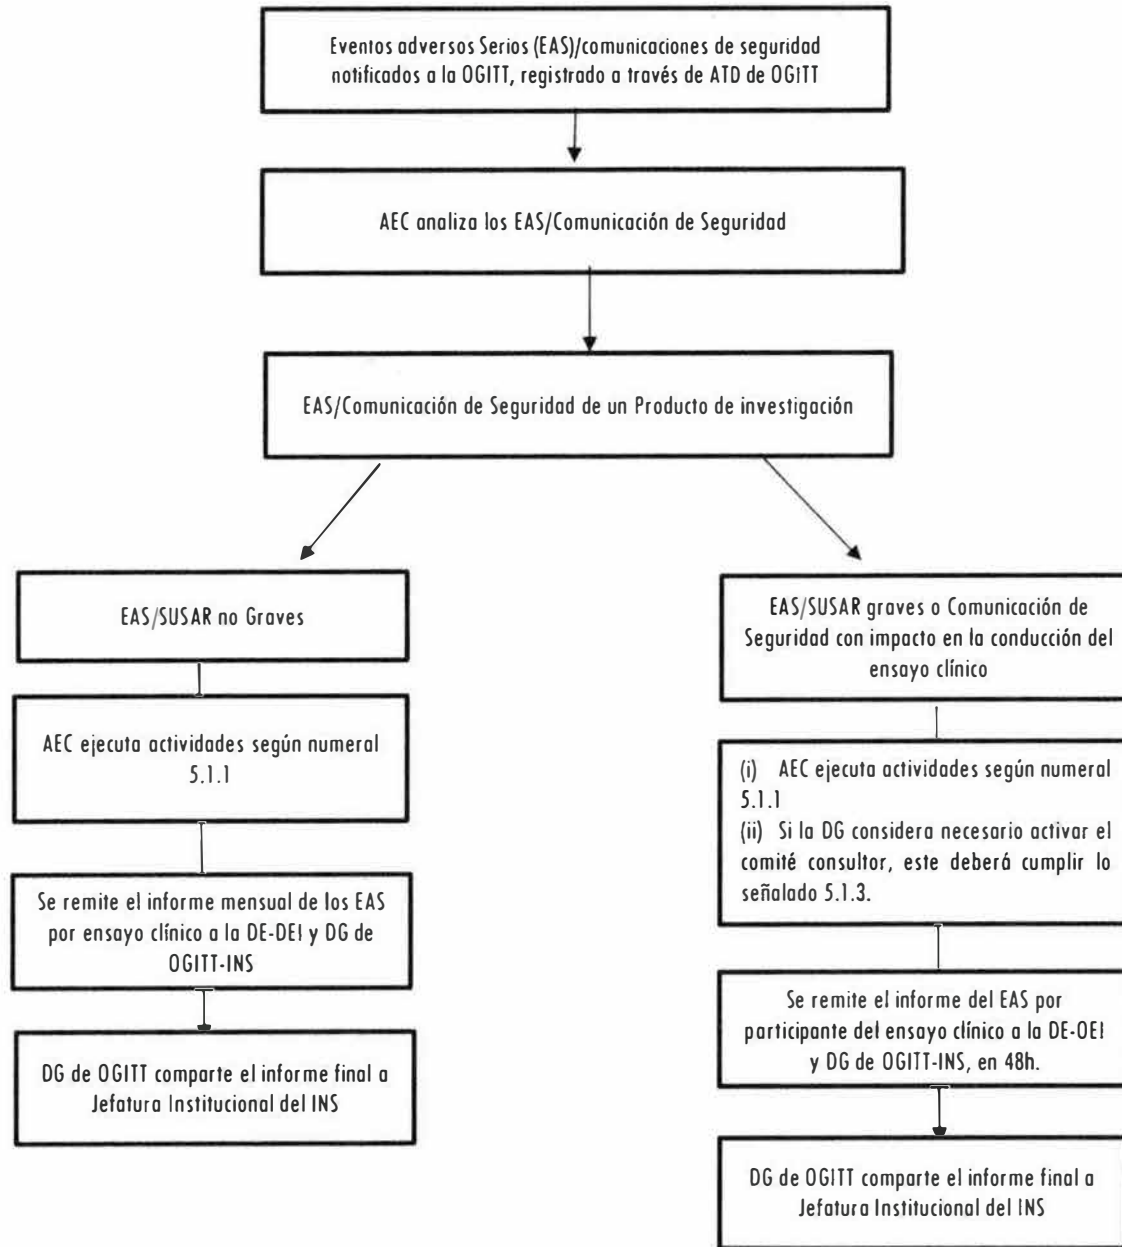 Eventos adversos Serios (EAS)/comunicaciones de seguridad
notificados a la OGITT, registrado a través de ATD de OGITT
AEC analiza los EAS/Comunicación de Seguridad
EAS/Comunicación de Seguridad de un Producto de investigación
EAS/SUSAR no Graves
AEC ejecuta actividades según numeral
5.1.1
Se remite el informe mensual de los EAS
por ensayo clínico a la DE-DEI y DG de
OGITT-INS
DG de OGITT comparte el informe final a
Jefatura Institucional del INS
EAS/SUSAR graves o Comunicación de
Seguridad con impacto en la conducción del
ensayo clínico
(i) AEC ejecuta actividades según numeral
5.1.1
(ii) Si la DG considera necesario activar el
comité consultor, este deberá cumplir lo
señalado 5.1.3.
Se remite el informe del EAS por
participante del ensayo clínico a la DE-OEI
y DG de OGITT-INS, en 48h.
DG de OGITT comparte el informe final a
Jefatura Institucional del INS